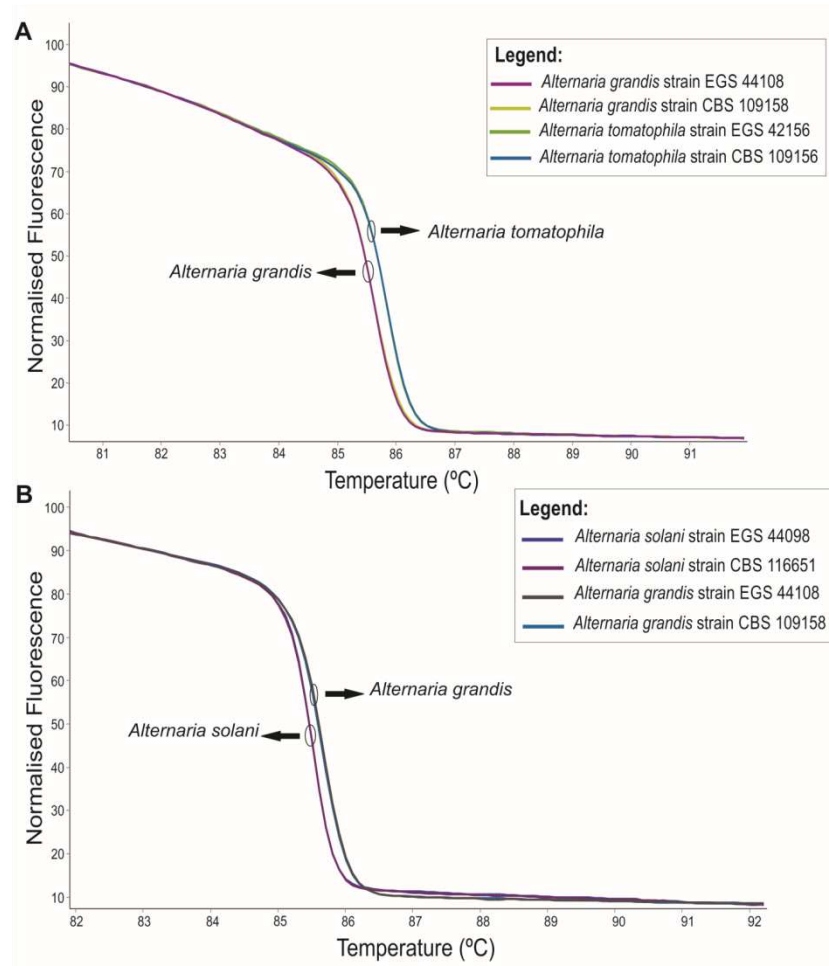 A
Normalised Fluorescence
100
90
80
70
60
50
40
30
20
10
Legend:
Alternaria grandis strain EGS 44108
Alternaria grandis strain CBS 109158
Alternaria tomatophila strain EGS 42156
Alternaria tomatophila strain CBS 109156
Alternaria tomatophila
Alternaria grandis
81 82 83 84 85 86 87 88 89 90 91
Temperature (ºC)
B
Normalised Fluorescence
100
90
80
70
60
50
40
30
20
10
Legend:
Alternaria solani strain EGS 44098
Alternaria solani strain CBS 116651
Alternaria grandis strain EGS 44108
Alternaria grandis strain CBS 109158
Alternaria grandis
Alternaria solani
82 83 84 85 86 87 88 89 90 91 92
Temperature (ºC)